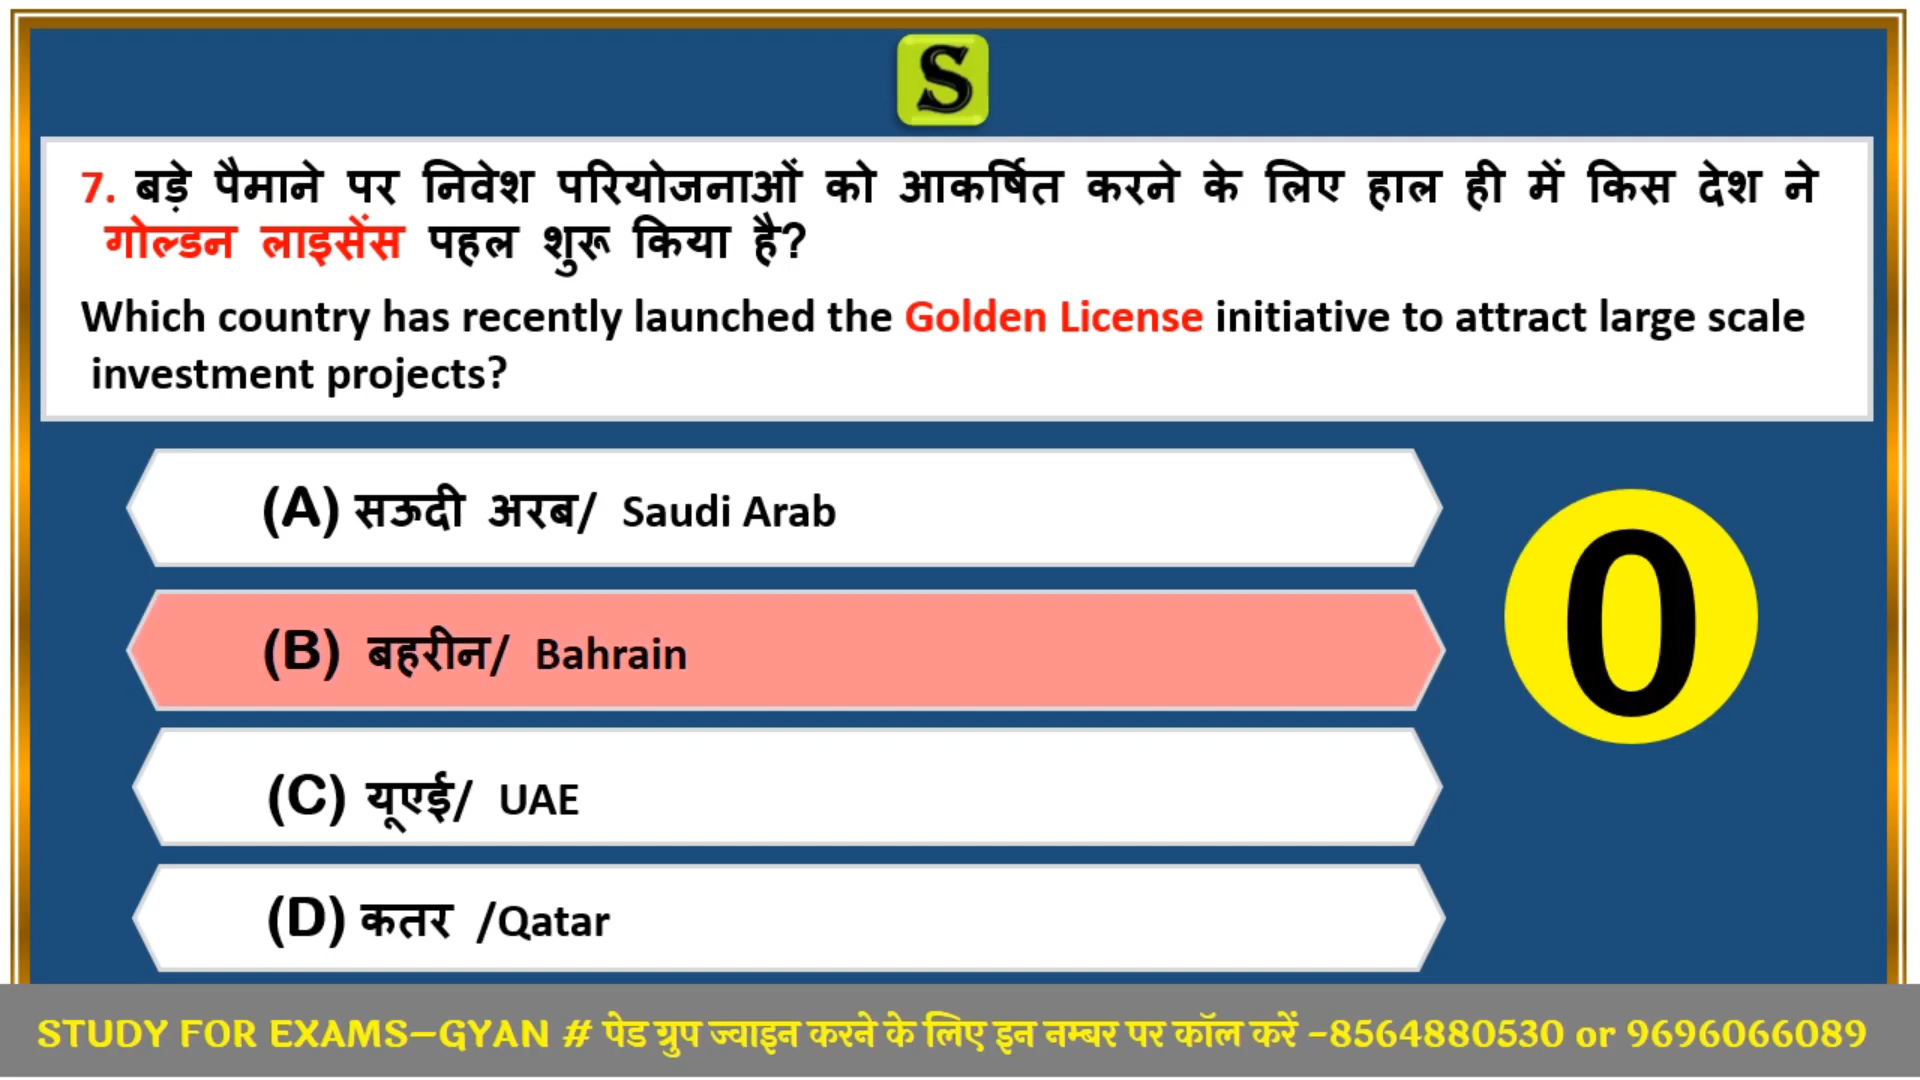 S
7. बड़े पैमाने पर निवेश परियोजनाओं को आकर्षित करने के लिए हाल ही में किस देश ने
गोल्डन लाइसेंस पहल शुरू किया है?
Which country has recently launched the Golden License initiative to attract large scale
investment projects?
(A) सऊदी अरब/ Saudi Arab
(B) बहरीन/ Bahrain
0
(C) यूएई/ UAE
(D) कतर /Qatar
STUDY FOR EXAMS–GYAN # पेड ग्रुप ज्वाइन करने के लिए इन नम्बर पर कॉल करें –8564880530 or 9696066089